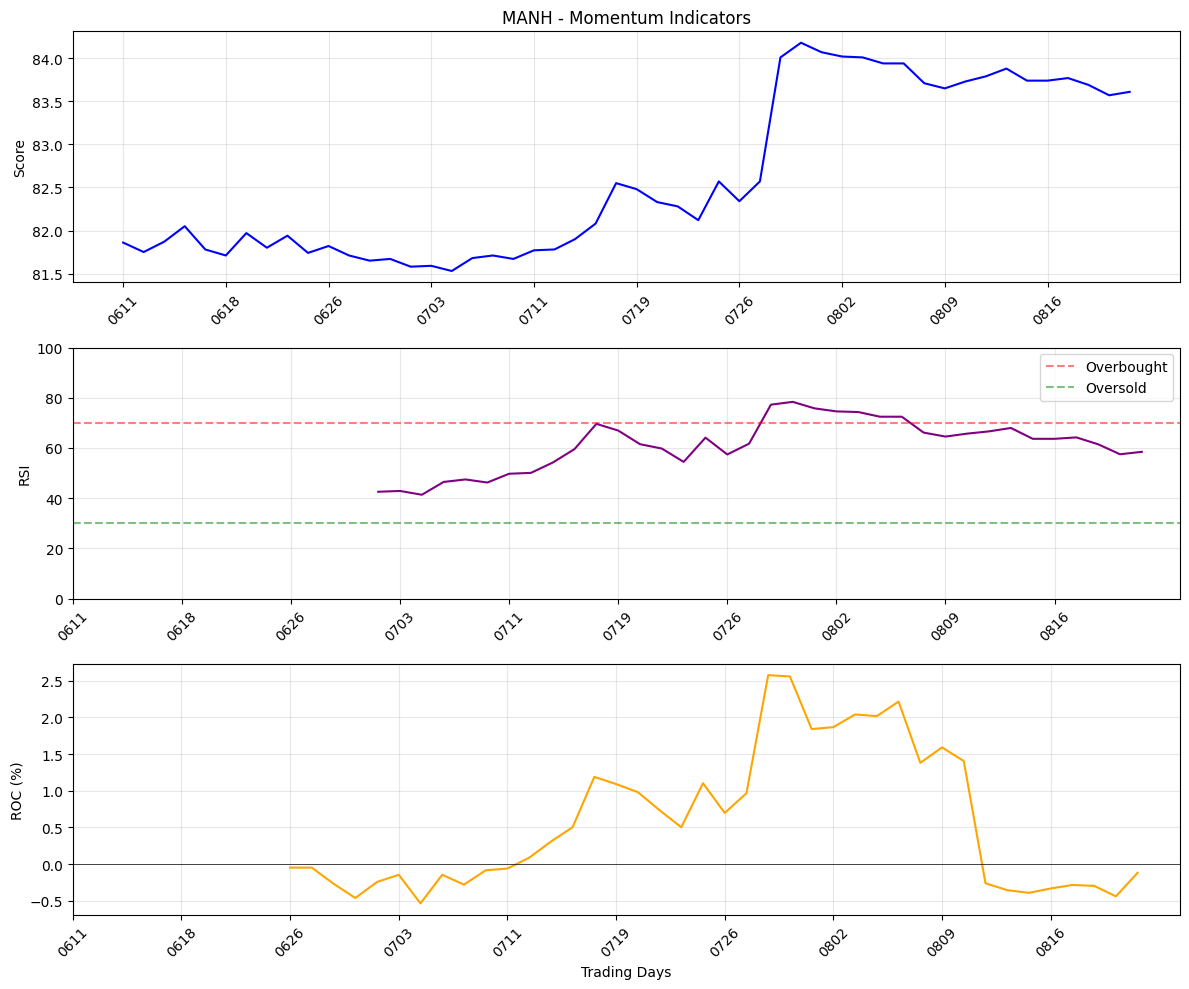 MANH - Momentum Indicators
Score
84.0
83.5
83.0
82.5
82.0
81.5
0611 0618 0626 0703 0711 0719 0726 0802 0809 0816
RSI
100
80
60
40
20
0
Overbought
Oversold
0611 0618 0626 0703 0711 0719 0726 0802 0809 0816
ROC (%)
2.5
2.0
1.5
1.0
0.5
0.0
−0.5
0611 0618 0626 0703 0711 0719 0726 0802 0809 0816
Trading Days